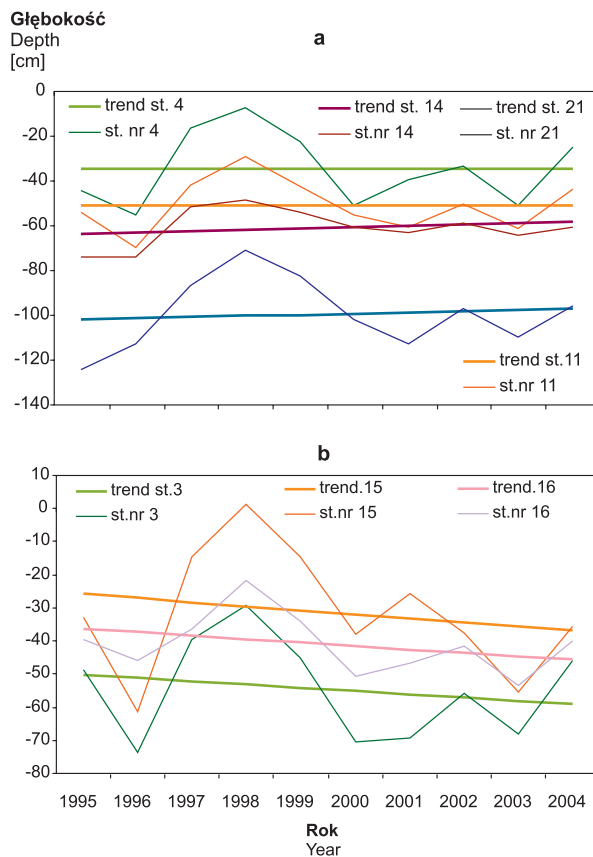 Głębokość
Depth
[cm]
a
0
-20
-40
-60
-80
-100
-120
-140
trend st. 4
st. nr 4
trend st. 14
st.nr 14
trend st. 21
st. nr 21
trend st.11
st.nr 11
b
10
0
-10
-20
-30
-40
-50
-60
-70
-80
trend st.3
st.nr 3
trend.15
st.nr 15
trend.16
st.nr 16
1995 1996 1997 1998 1999 2000 2001 2002 2003 2004
Rok
Year